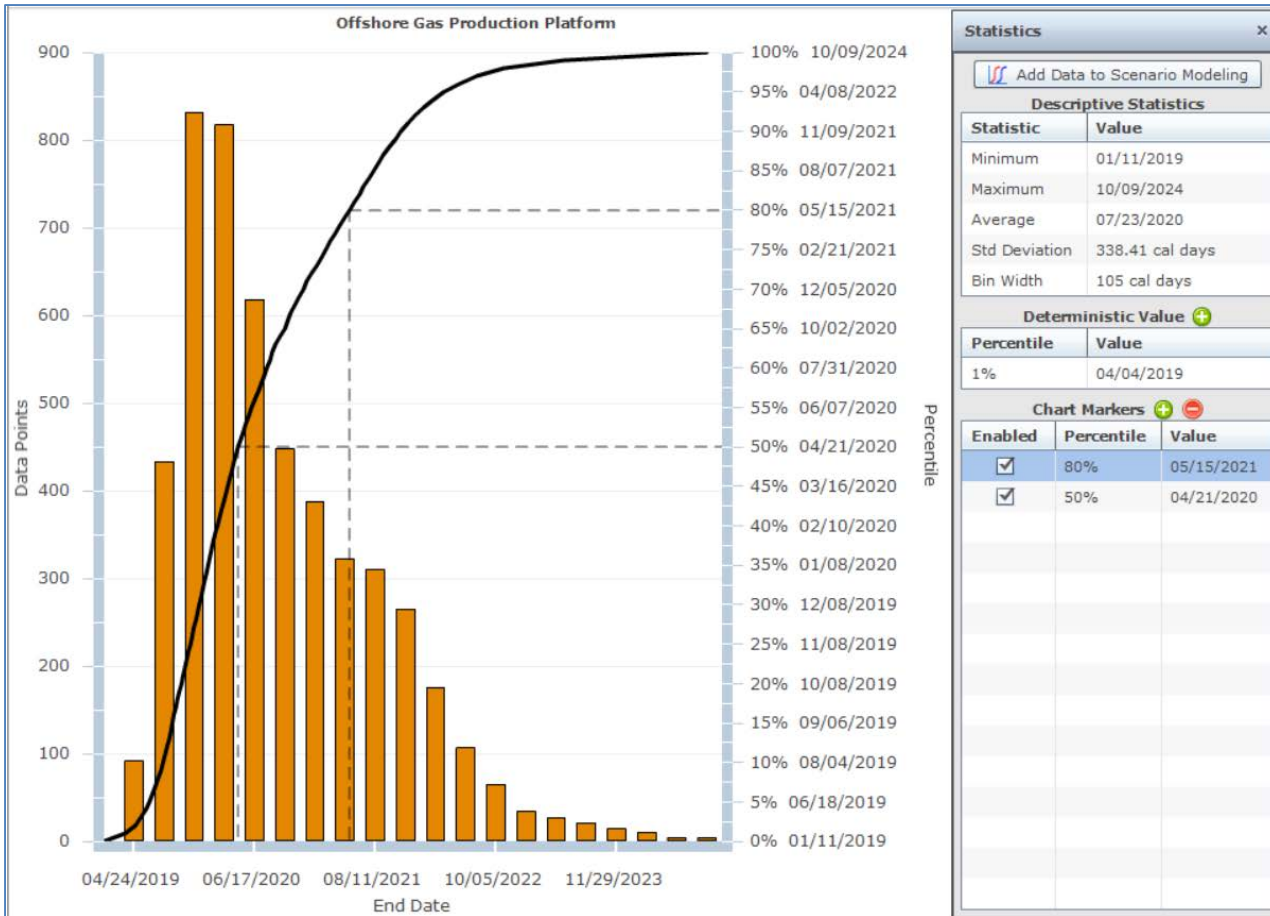 Offshore Gas Production Platform
900
800
700
600
500
400
300
200
100
0
Data Points
100% 10/09/2024
95% 04/08/2022
90% 11/09/2021
85% 08/07/2021
80% 05/15/2021
75% 02/21/2021
70% 12/05/2020
65% 10/02/2020
60% 07/31/2020
55% 06/07/2020
50% 04/21/2020
45% 03/16/2020
40% 02/10/2020
35% 01/08/2020
30% 12/08/2019
25% 11/08/2019
20% 10/08/2019
15% 09/06/2019
10% 08/04/2019
5% 06/18/2019
0% 01/11/2019
Percentile
04/24/2019 06/17/2020 08/11/2021 10/05/2022 11/29/2023
End Date
Statistics ×
Add Data to Scenario Modeling
Descriptive Statistics
Statistic Value
Minimum 01/11/2019
Maximum 10/09/2024
Average 07/23/2020
Std Deviation 338.41 cal days
Bin Width 105 cal days
Deterministic Value
Percentile Value
1% 04/04/2019
Chart Markers
Enabled Percentile Value
80% 05/15/2021
50% 04/21/2020